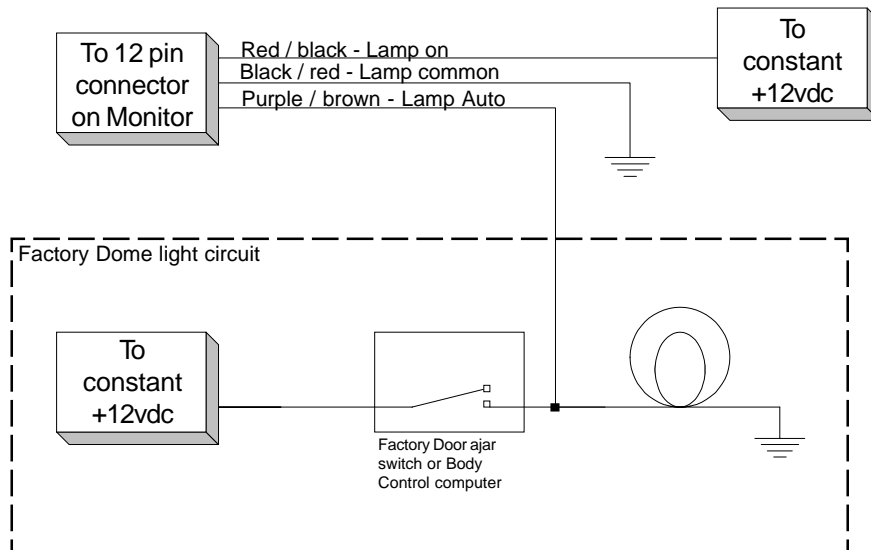 To 12 pin
connector
on Monitor
Red / black - Lamp on
Black / red - Lamp common
Purple / brown - Lamp Auto
To
constant
+12vdc
Factory Dome light circuit
To
constant
+12vdc
Factory Door ajar
switch or Body
Control computer